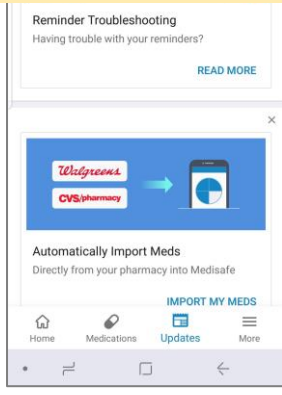 Reminder Troubleshooting
Having trouble with your reminders?
READ MORE
Walgreens
CVS/pharmacy
Automatically Import Meds
Directly from your pharmacy into Medisafe
IMPORT MY MEDS
Home Medications Updates More